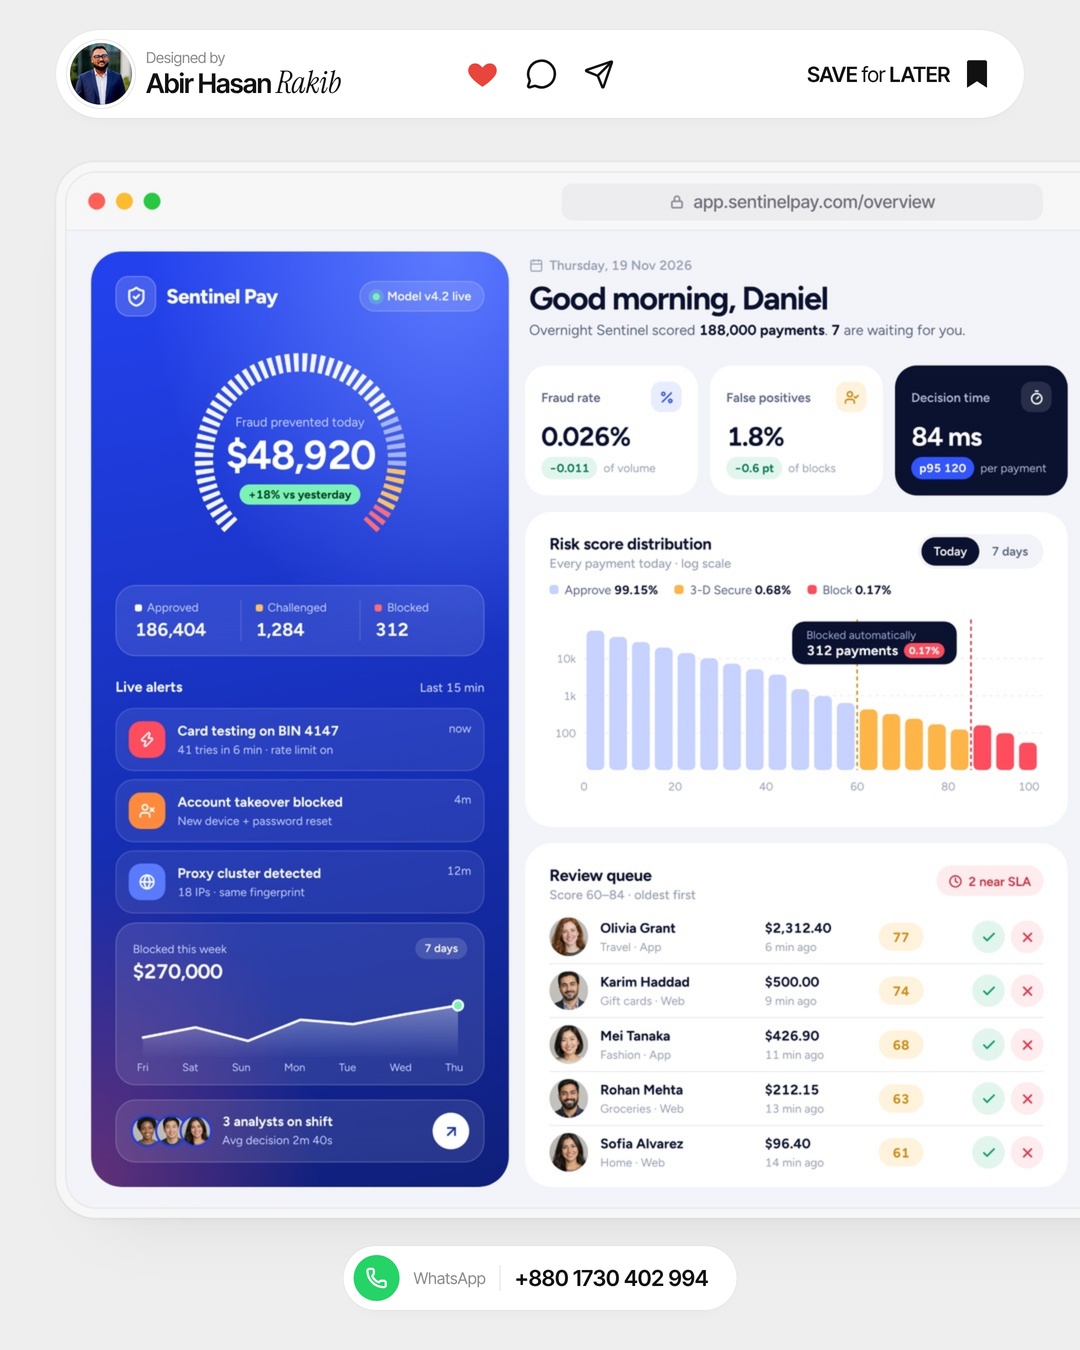 Designed by
Abir Hasan Rakib
SAVE for LATER
app.sentinelpay.com/overview
Sentinel Pay
Model v4.2 live
Fraud prevented today
$48,920
+18% vs yesterday
Approved
186,404
Challenged
1,284
Blocked
312
Live alerts
Last 15 min
Card testing on BIN 4147
now
41 tries in 6 min · rate limit on
Account takeover blocked
4m
New device + password reset
Proxy cluster detected
12m
18 IPs · same fingerprint
Blocked this week
7 days
$270,000
Fri Sat Sun Mon Tue Wed Thu
3 analysts on shift
Avg decision 2m 40s
Thursday, 19 Nov 2026
Good morning, Daniel
Overnight Sentinel scored 188,000 payments. 7 are waiting for you.
Fraud rate
%
0.026%
−0.011 of volume
False positives
1.8%
−0.6 pt of blocks
Decision time
84 ms
p95 120 per payment
Risk score distribution
Every payment today · log scale
Today 7 days
Approve 99.15% 3-D Secure 0.68% Block 0.17%
Blocked automatically
312 payments 0.17%
10k
1k
100
0 20 40 60 80 100
Review queue
Score 60–84 · oldest first
2 near SLA
Olivia Grant $2,312.40 77
Travel · App 6 min ago
Karim Haddad $500.00 74
Gift cards · Web 9 min ago
Mei Tanaka $426.90 68
Fashion · App 11 min ago
Rohan Mehta $212.15 63
Groceries · Web 13 min ago
Sofia Alvarez $96.40 61
Home · Web 14 min ago
WhatsApp +880 1730 402 994